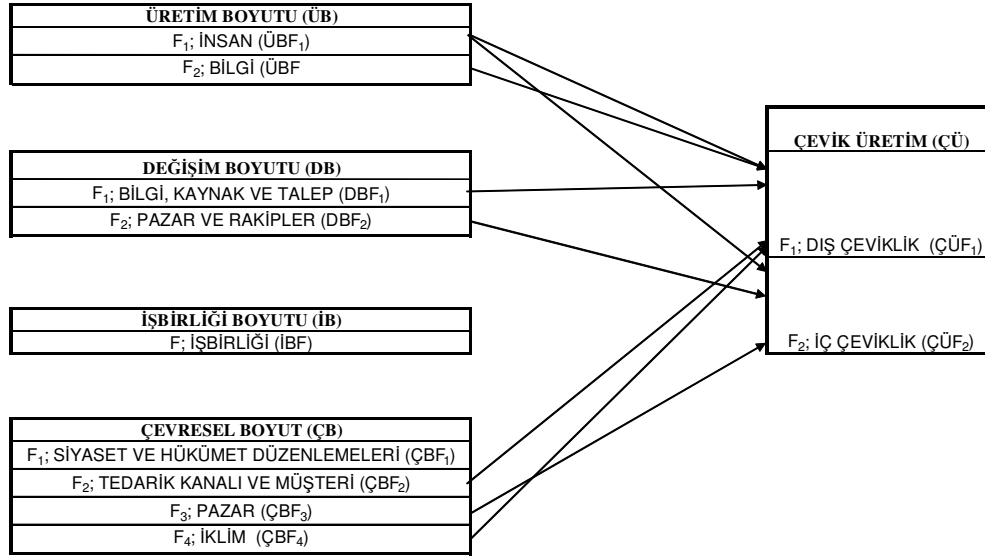 ÜRETİM BOYUTU (ÜB)
F₁; İNSAN (ÜBF₁)
F₂; BİLGİ (ÜBF
DEĞİŞİM BOYUTU (DB)
F₁; BİLGİ, KAYNAK VE TALEP (DBF₁)
F₂; PAZAR VE RAKİPLER (DBF₂)
İŞBİRLİĞİ BOYUTU (İB)
F; İŞBİRLİĞİ (İBF)
ÇEVRESEL BOYUT (ÇB)
F₁; SİYASET VE HÜKÜMET DÜZENLEMELERİ (ÇBF₁)
F₂; TEDARİK KANALI VE MÜŞTERİ (ÇBF₂)
F₃; PAZAR (ÇBF₃)
F₄; İKLİM (ÇBF₄)
ÇEVİK ÜRETİM (ÇÜ)
F₁; DIŞ ÇEVİKLİK (ÇÜF₁)
F₂; İÇ ÇEVİKLİK (ÇÜF₂)